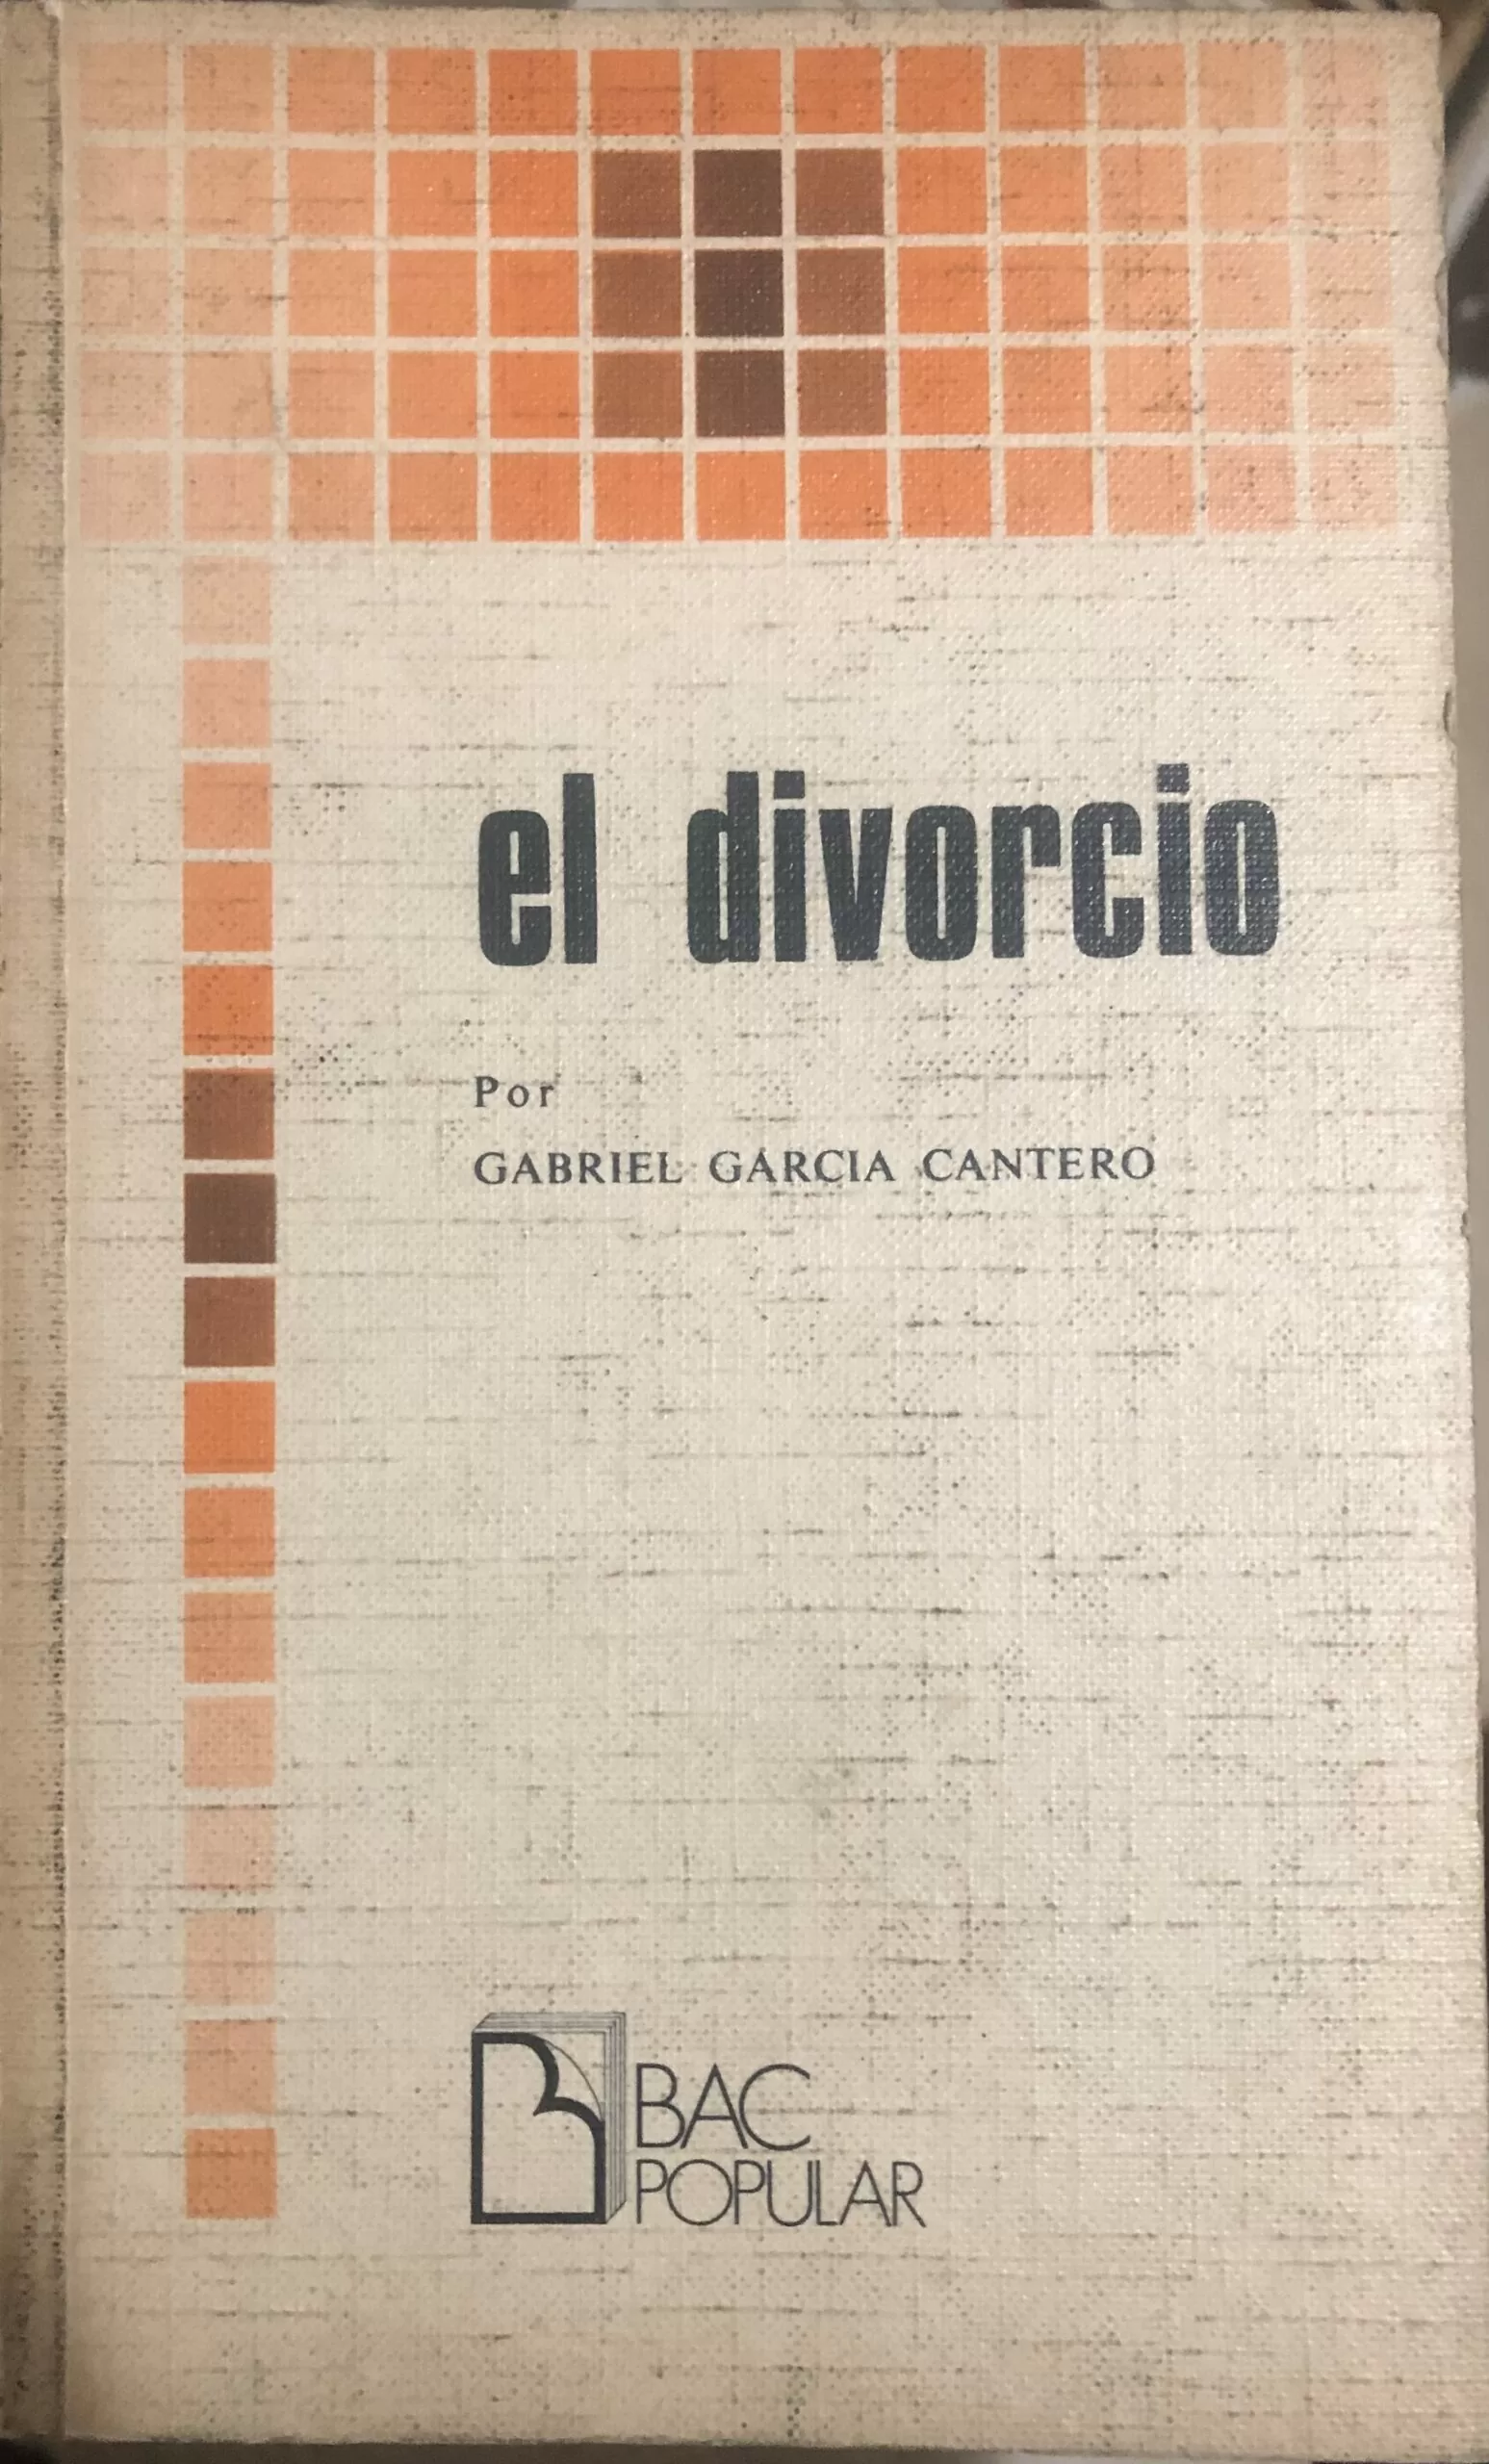 el divorcio
Por
GABRIEL GARCIA CANTERO
BAC
POPULAR